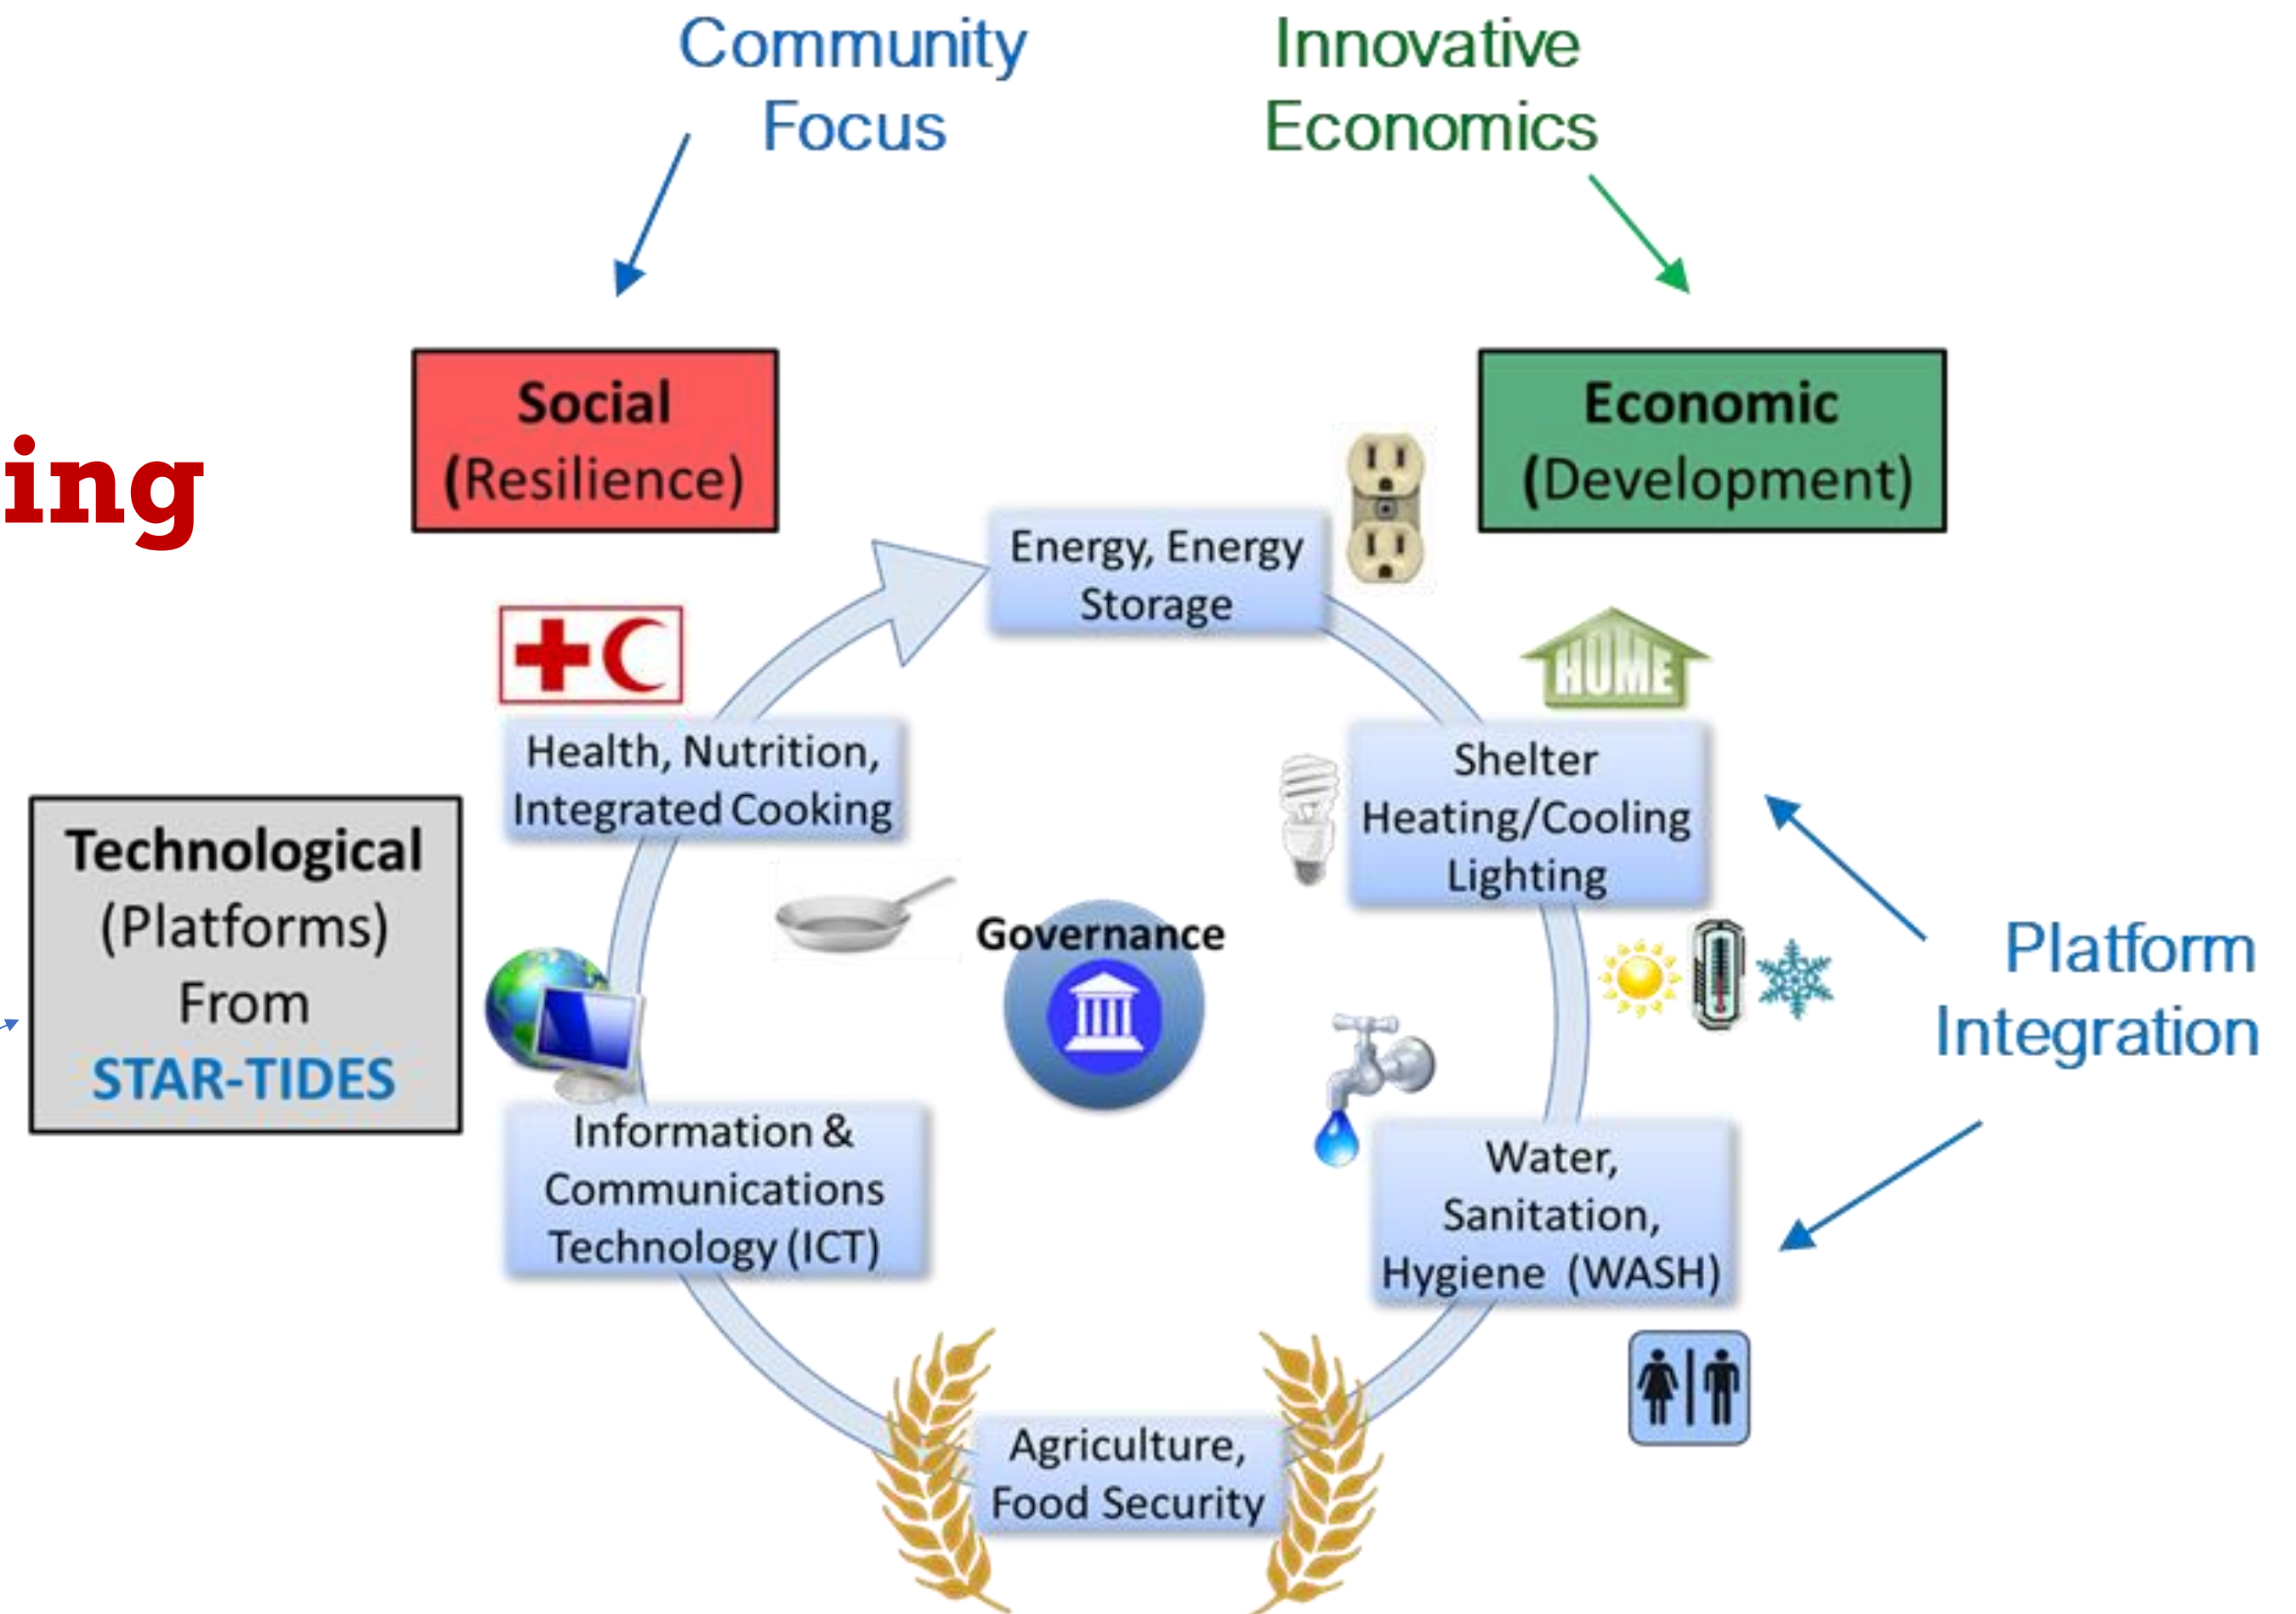 Community
Focus
Innovative
Economics
ing
Social
(Resilience)
Economic
(Development)
Energy, Energy
Storage
HOME
Health, Nutrition,
Integrated Cooking
Shelter
Heating/Cooling
Lighting
Technological
(Platforms)
From
STAR-TIDES
Governance
Platform
Integration
Information &
Communications
Technology (ICT)
Water,
Sanitation,
Hygiene (WASH)
Agriculture,
Food Security